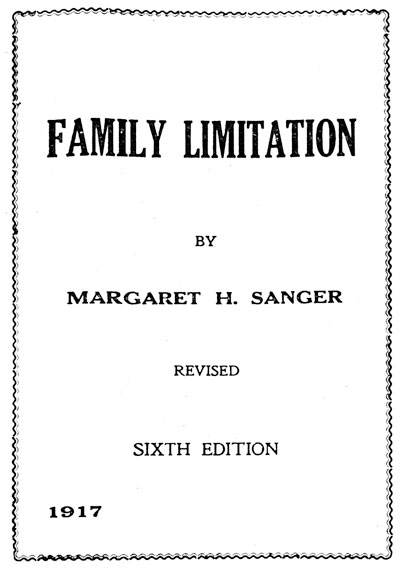 FAMILY LIMITATION
BY
MARGARET H. SANGER
REVISED
SIXTH EDITION
1917